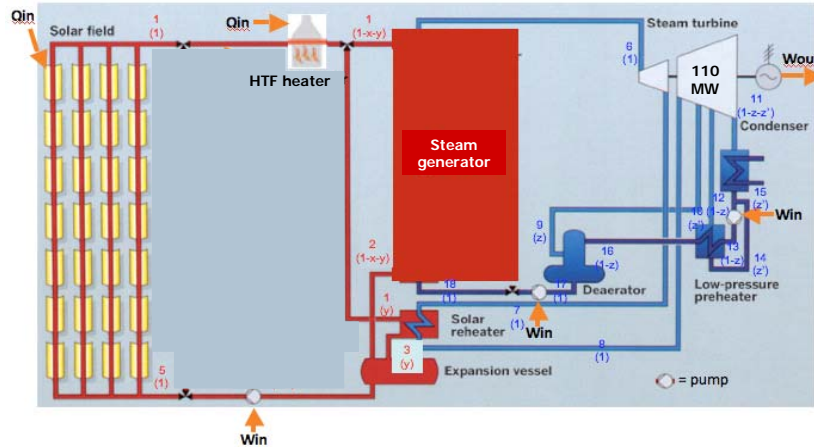 Qin
Solar field
1
(1)
Qin
HTF heater
1
(1-x-y)
Steam turbine
6
(1)
110
MW
Wou
11
(1-z-z')
Condenser
Steam
generator
15
(z')
12
(1-z)
Win
9
(z)
10
(z')
13
(1-z)
14
(z')
16
(1-z)
Deaerator
Low-pressure
preheater
2
(1-x-y)
18
(1)
17
(1)
1
(y)
Solar
reheater
7
(1)
Win
8
(1)
3
(y)
Expansion vessel
5
(1)
Win
= pump